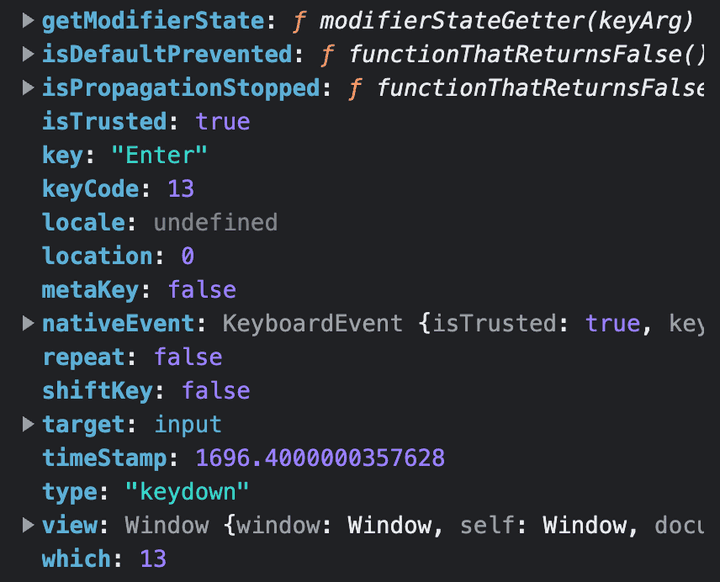 getModifierState: ƒ modifierStateGetter(keyArg)
isDefaultPrevented: ƒ functionThatReturnsFalse()
isPropagationStopped: ƒ functionThatReturnsFalse
isTrusted: true
key: "Enter"
keyCode: 13
locale: undefined
location: 0
metaKey: false
nativeEvent: KeyboardEvent {isTrusted: true, key
repeat: false
shiftKey: false
target: input
timeStamp: 1696.4000000357628
type: "keydown"
view: Window {window: Window, self: Window, docu
which: 13